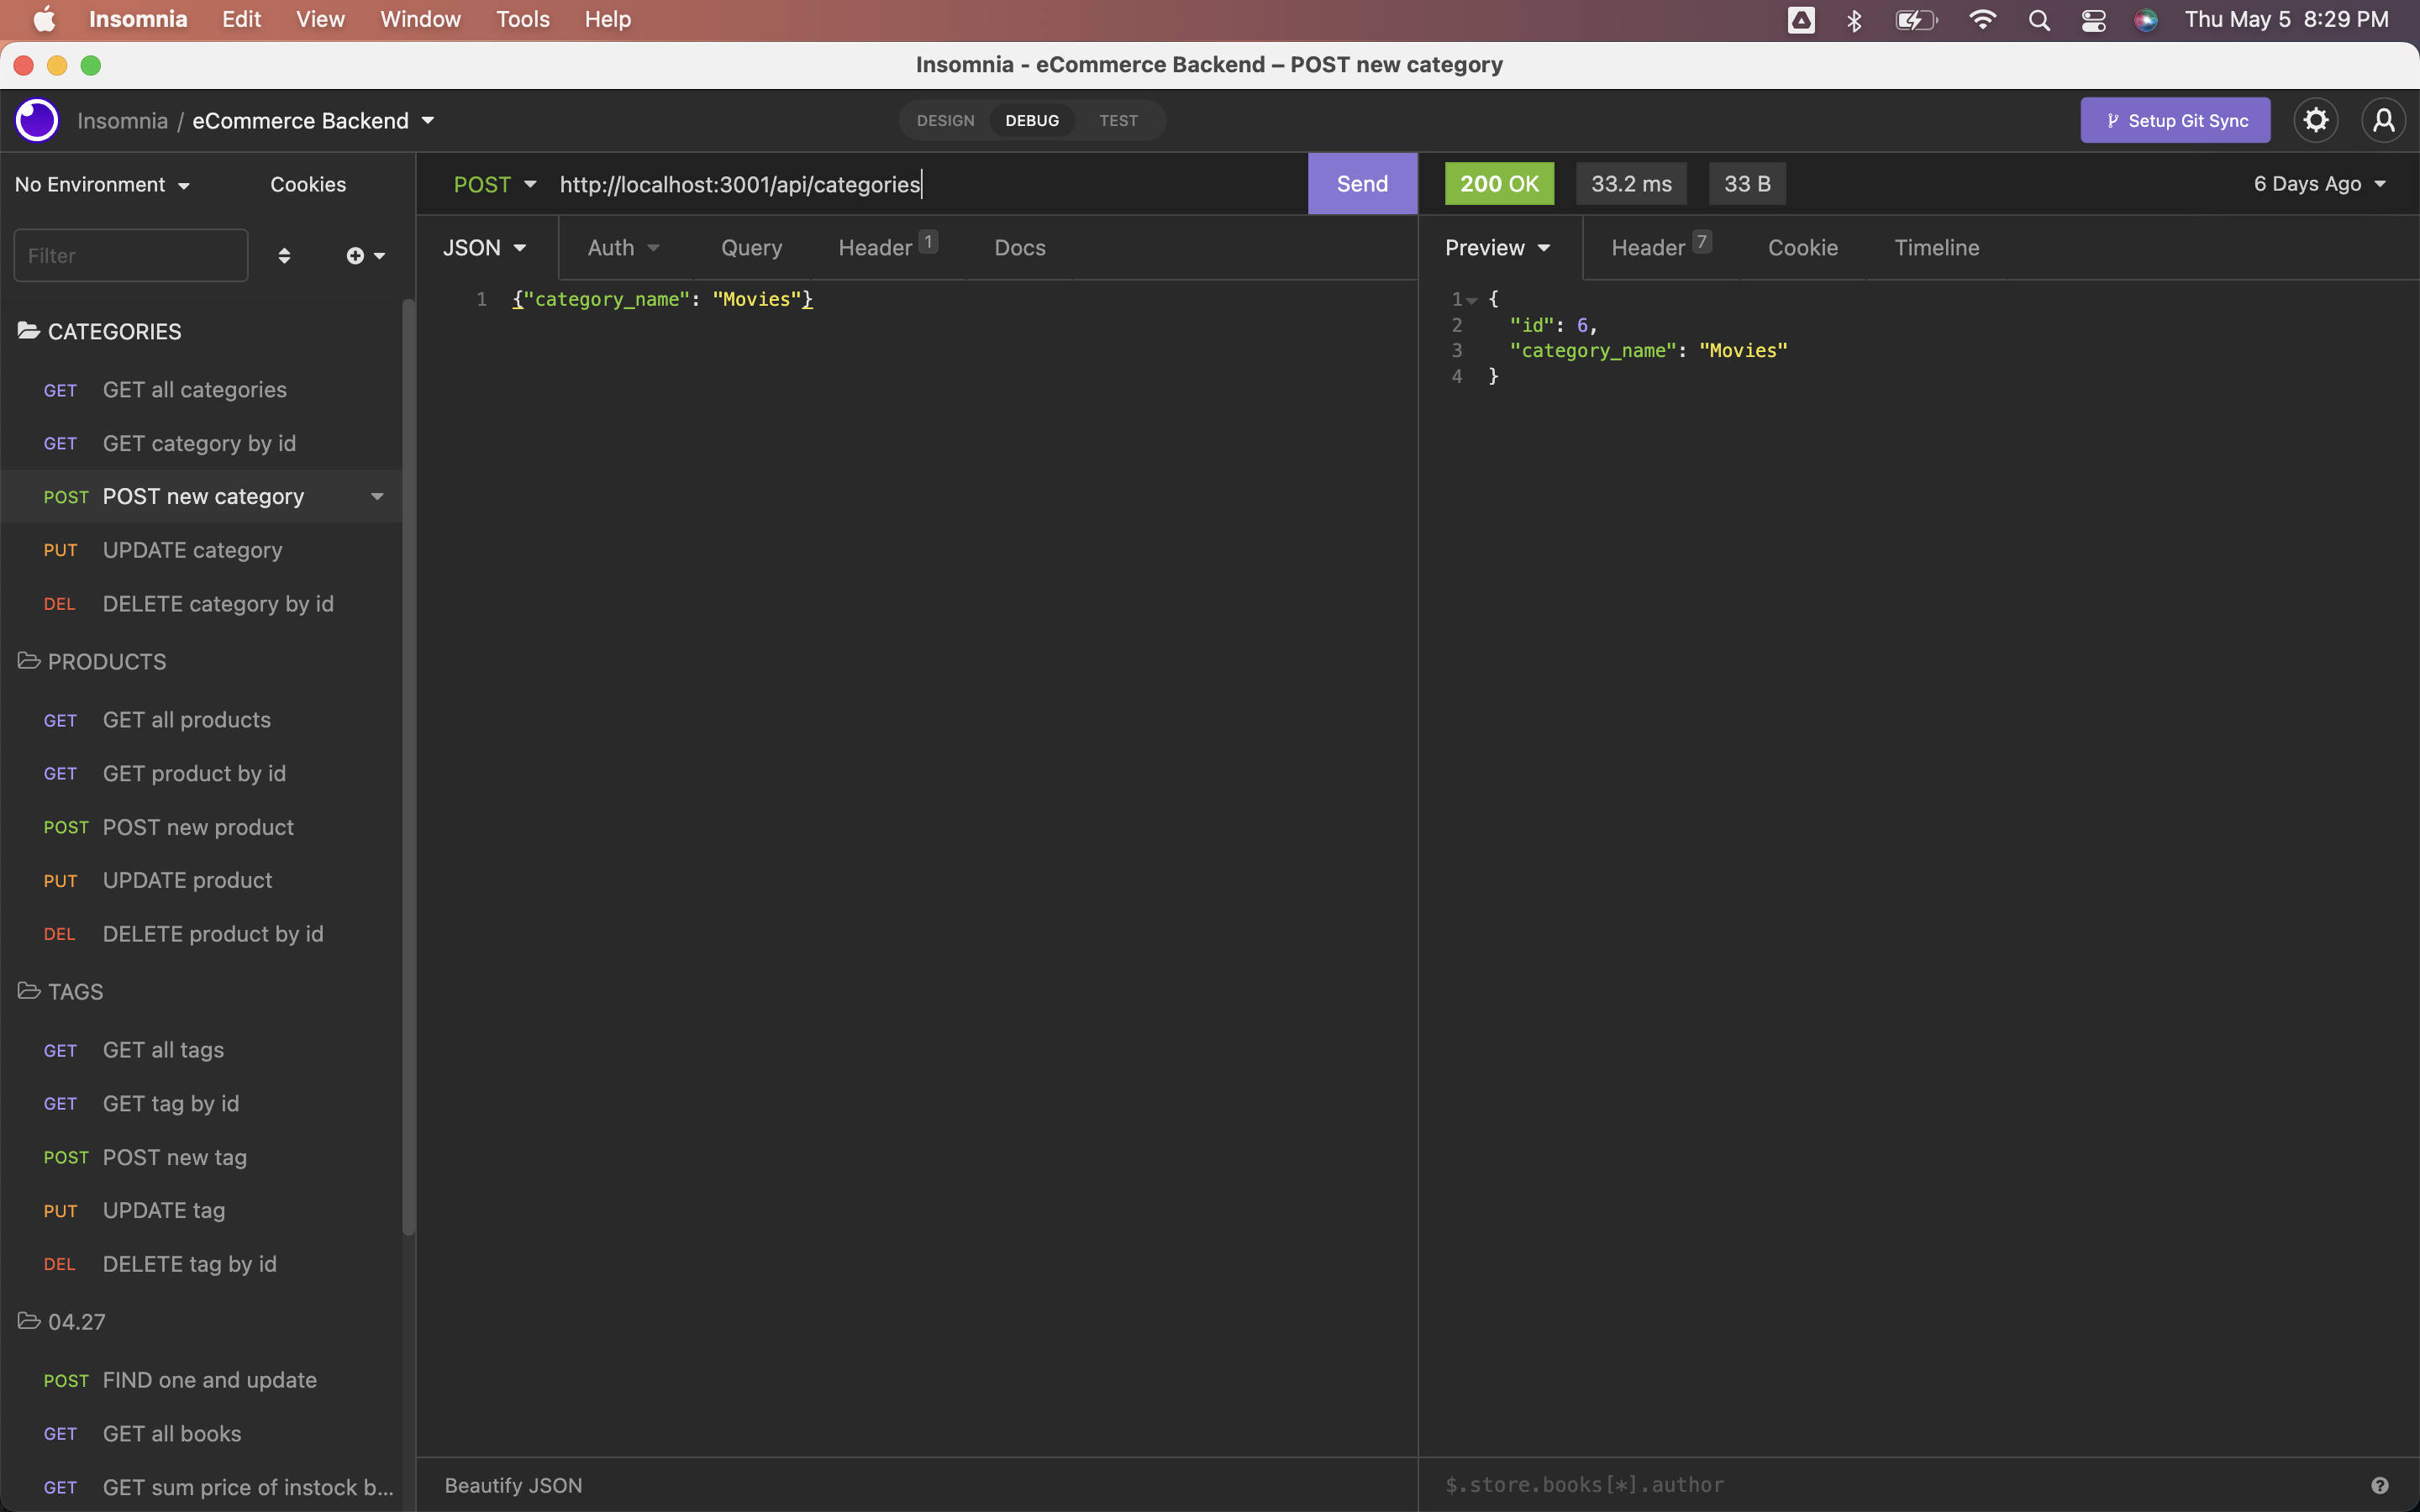 Insomnia Edit View Window Tools Help Thu May 5 8:29 PM
Insomnia - eCommerce Backend – POST new category
Insomnia / eCommerce Backend DESIGN DEBUG TEST Setup Git Sync
No Environment Cookies
Filter
CATEGORIES
GET GET all categories
GET GET category by id
POST POST new category
PUT UPDATE category
DEL DELETE category by id
PRODUCTS
GET GET all products
GET GET product by id
POST POST new product
PUT UPDATE product
DEL DELETE product by id
TAGS
GET GET all tags
GET GET tag by id
POST POST new tag
PUT UPDATE tag
DEL DELETE tag by id
04.27
POST FIND one and update
GET GET all books
GET GET sum price of instock b...
POST http://localhost:3001/api/categories Send
JSON Auth Query Header 1 Docs
1 {"category_name": "Movies"}
Beautify JSON
200 OK 33.2 ms 33 B 6 Days Ago
Preview Header 7 Cookie Timeline
1 {
2 "id": 6,
3 "category_name": "Movies"
4 }
$.store.books[*].author